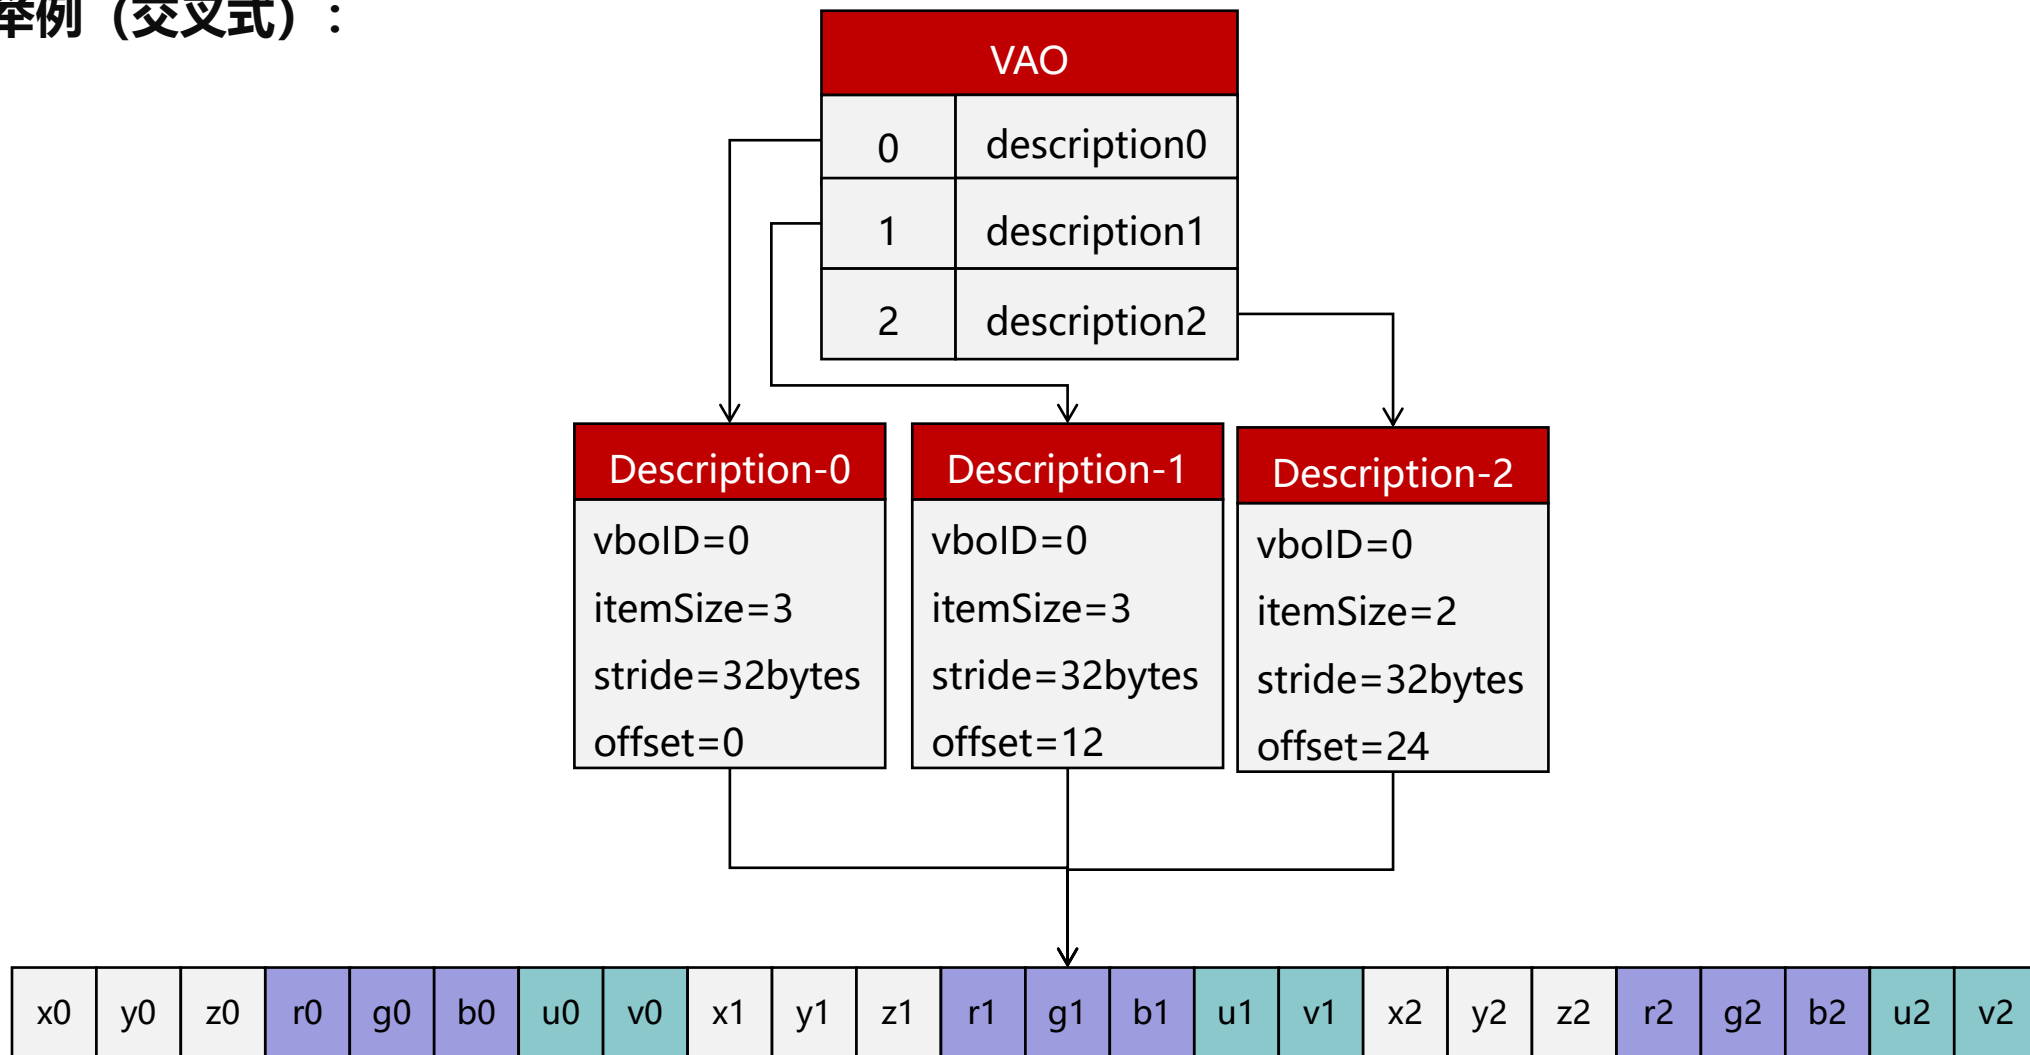 举例（交叉式）:
VAO
0 description0
1 description1
2 description2
Description-0
vboID=0
itemSize=3
stride=32bytes
offset=0
Description-1
vboID=0
itemSize=3
stride=32bytes
offset=12
Description-2
vboID=0
itemSize=2
stride=32bytes
offset=24
x0 y0 z0 r0 g0 b0 u0 v0 x1 y1 z1 r1 g1 b1 u1 v1 x2 y2 z2 r2 g2 b2 u2 v2